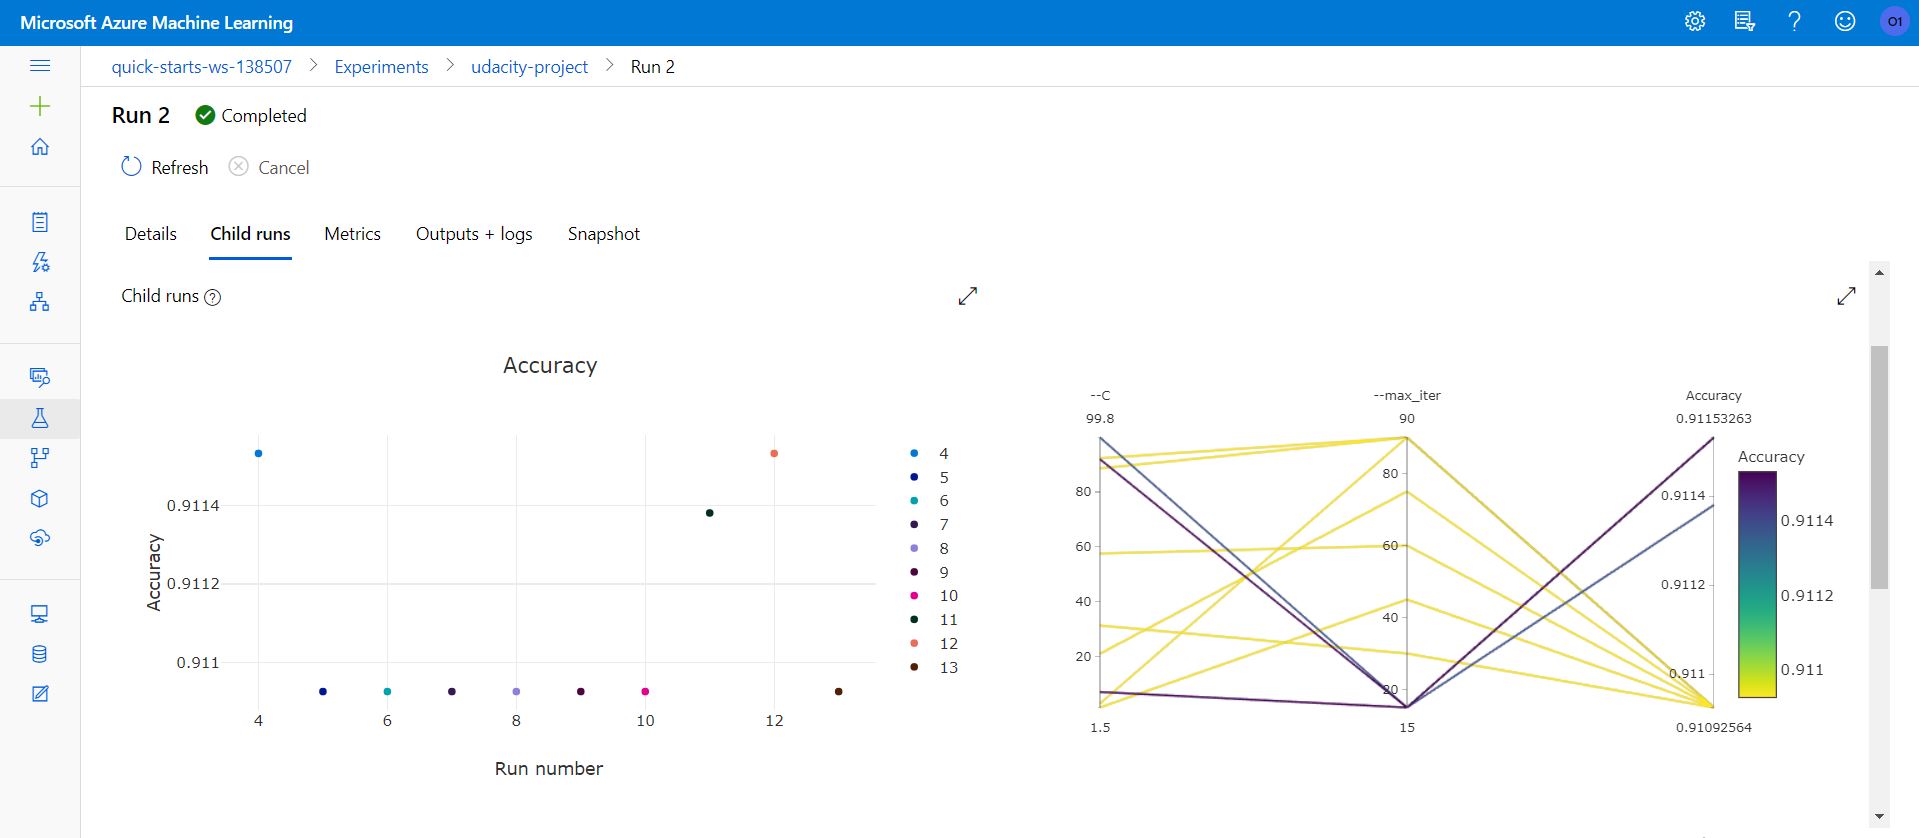 Microsoft Azure Machine Learning
O1
quick-starts-ws-138507 > Experiments > udacity-project > Run 2
Run 2 Completed
Refresh Cancel
Details Child runs Metrics Outputs + logs Snapshot
Child runs ?
Accuracy
Accuracy
0.9114
0.9112
0.911
4 6 8 10 12
Run number
4
5
6
7
8
9
10
11
12
13
--C --max_iter Accuracy
99.8 90 0.91153263
80
60
40
20
80
60
40
20
0.9114
0.9112
0.911
1.5 15 0.91092564
Accuracy
0.9114
0.9112
0.911